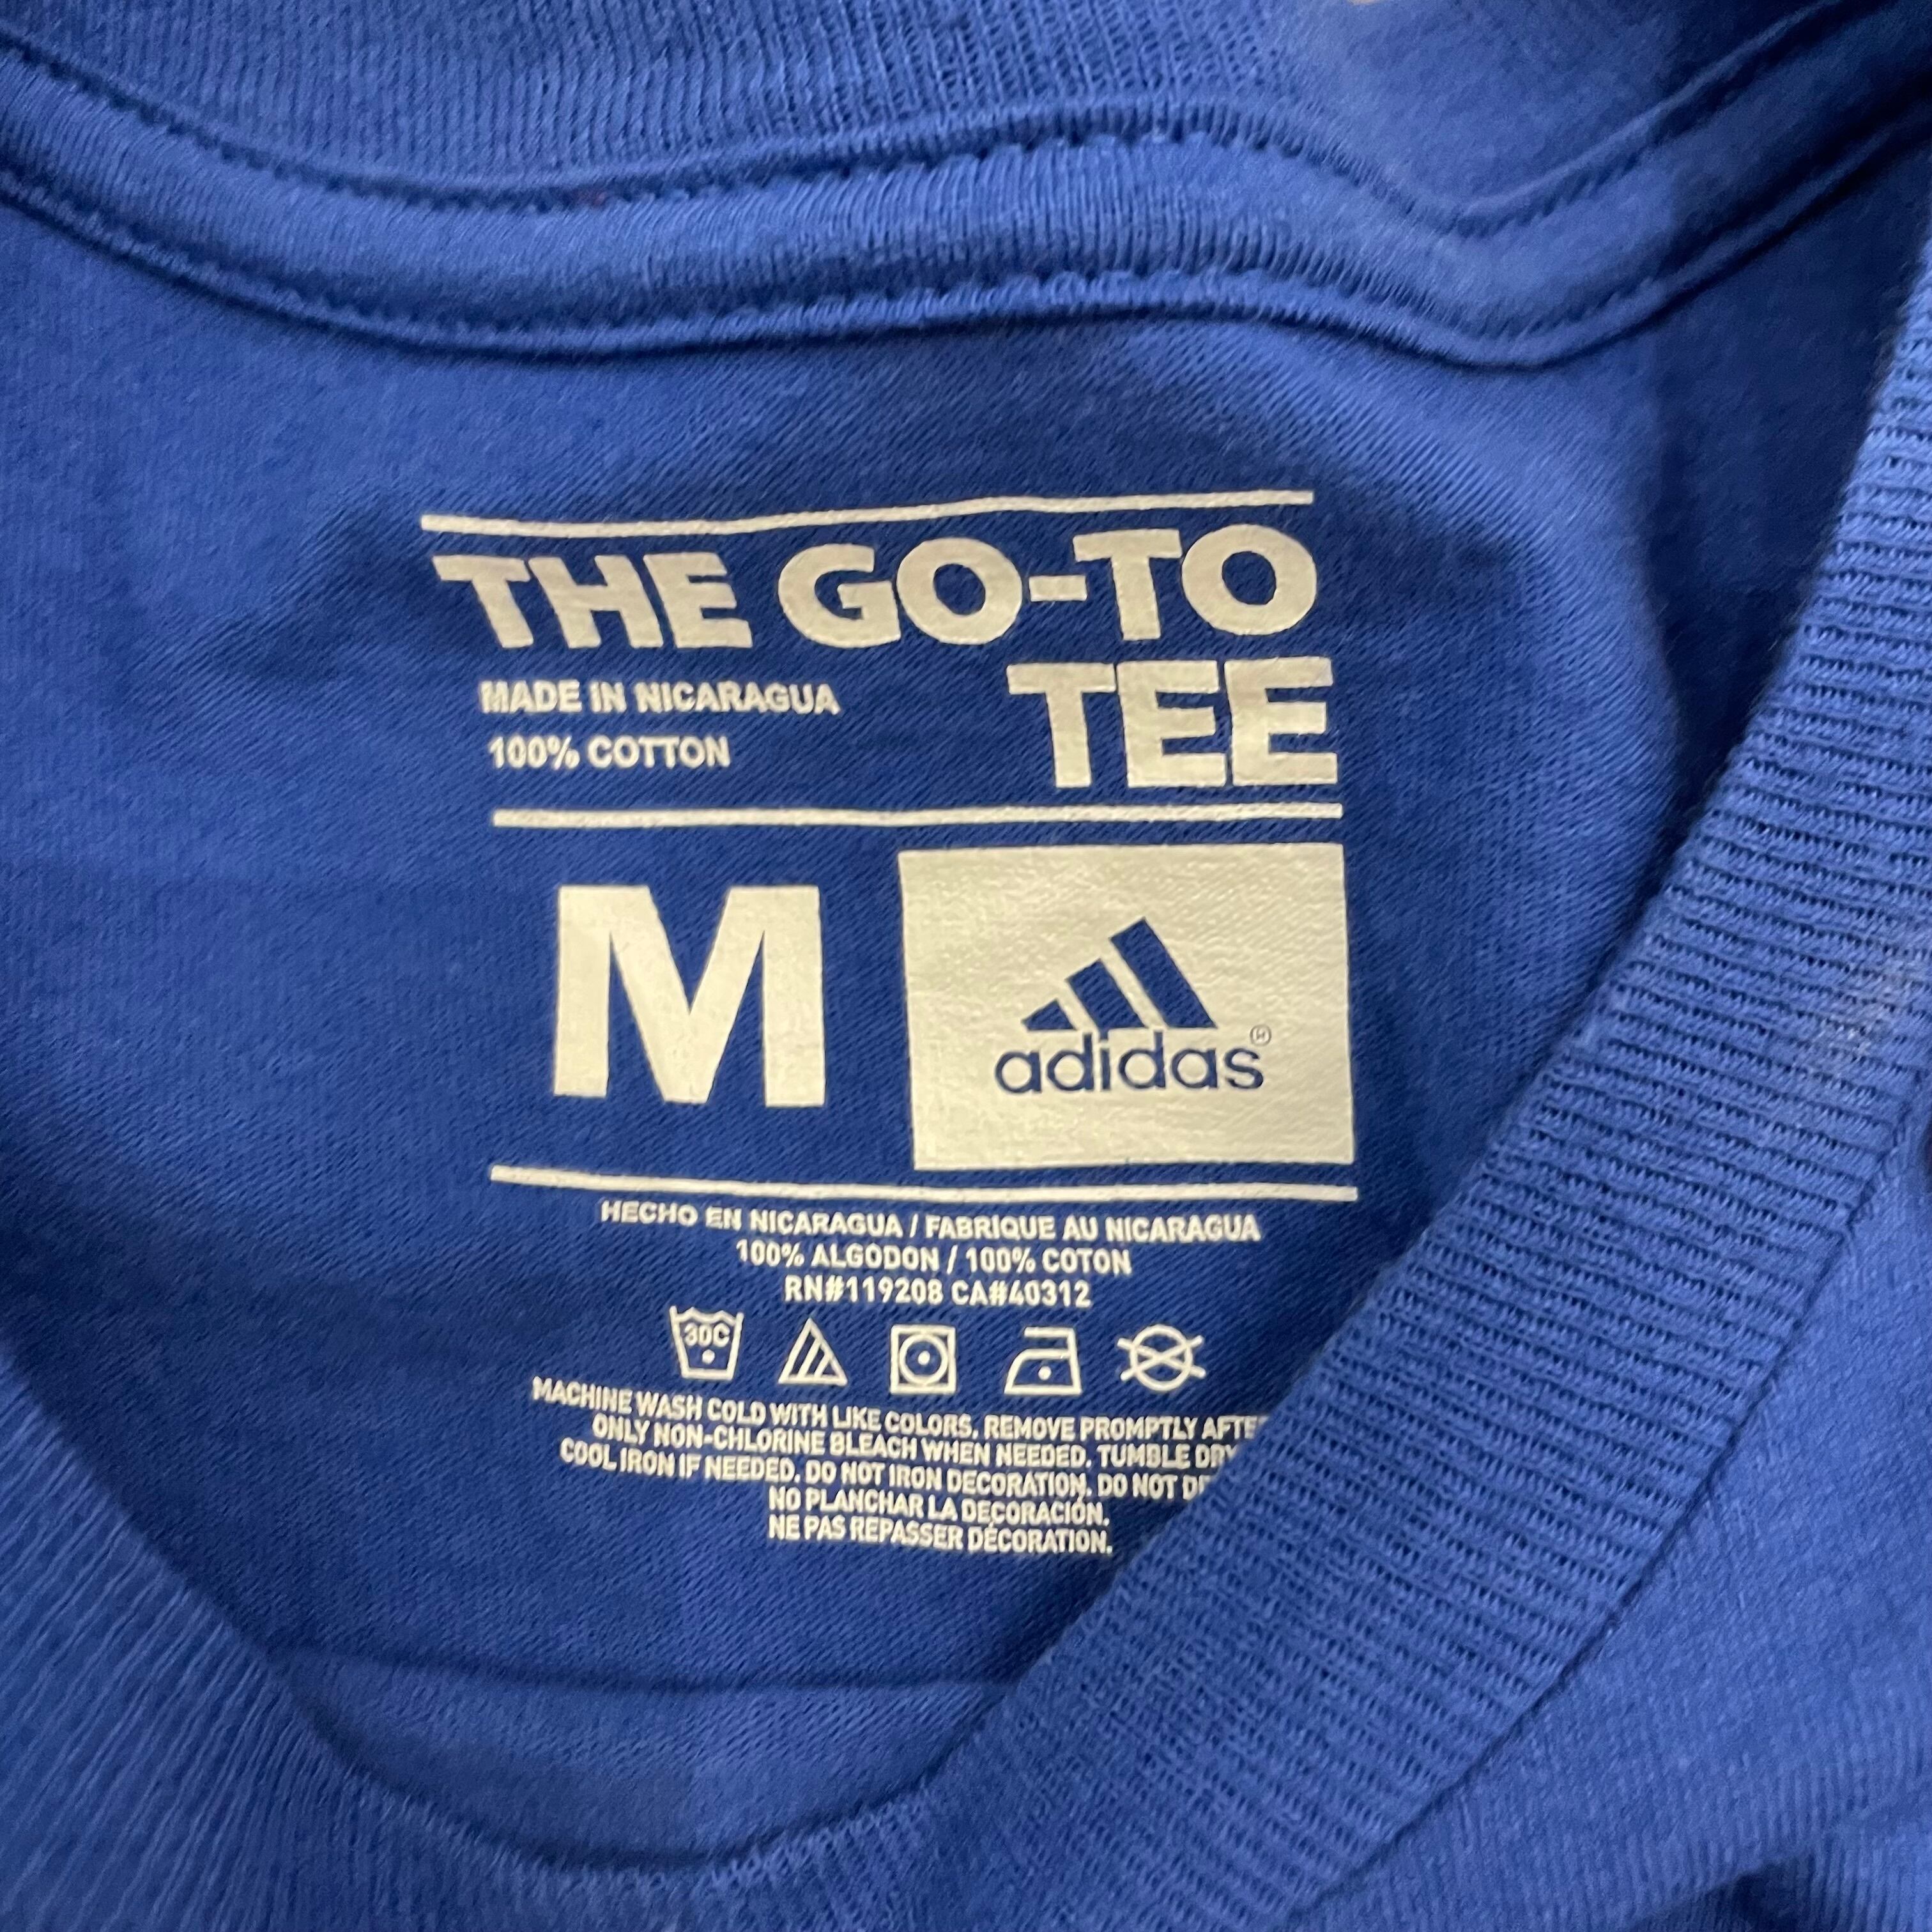 THE GO-TO
TEE
MADE IN NICARAGUA
100% COTTON
M
adidas®
HECHO EN NICARAGUA / FABRIQUE AU NICARAGUA
100% ALGODON / 100% COTON
RN#119208 CA#40312
30C
MACHINE WASH COLD WITH LIKE COLORS. REMOVE PROMPTLY
ONLY NON-CHLORINE BLEACH WHEN NEEDED. TUMBLE
COOL IRON IF NEEDED. DO NOT IRON DECORATION. DO NOT
NO PLANCHAR LA DECORACIÓN.
NE PAS REPASSER DÉCORATION.